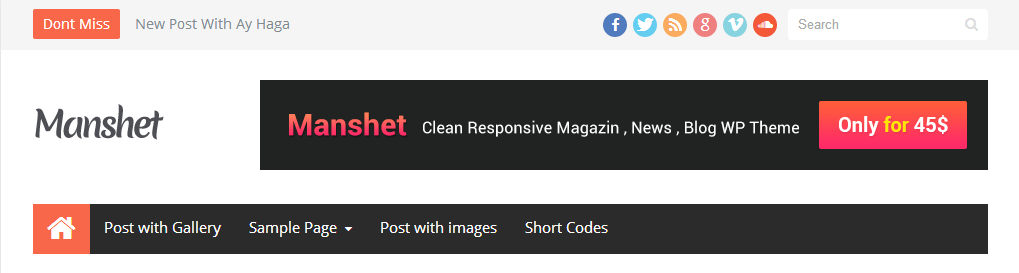 Dont Miss New Post With Ay Haga Search
Manshet
Manshet Clean Responsive Magazin , News , Blog WP Theme Only for 45$
Post with Gallery Sample Page Post with images Short Codes